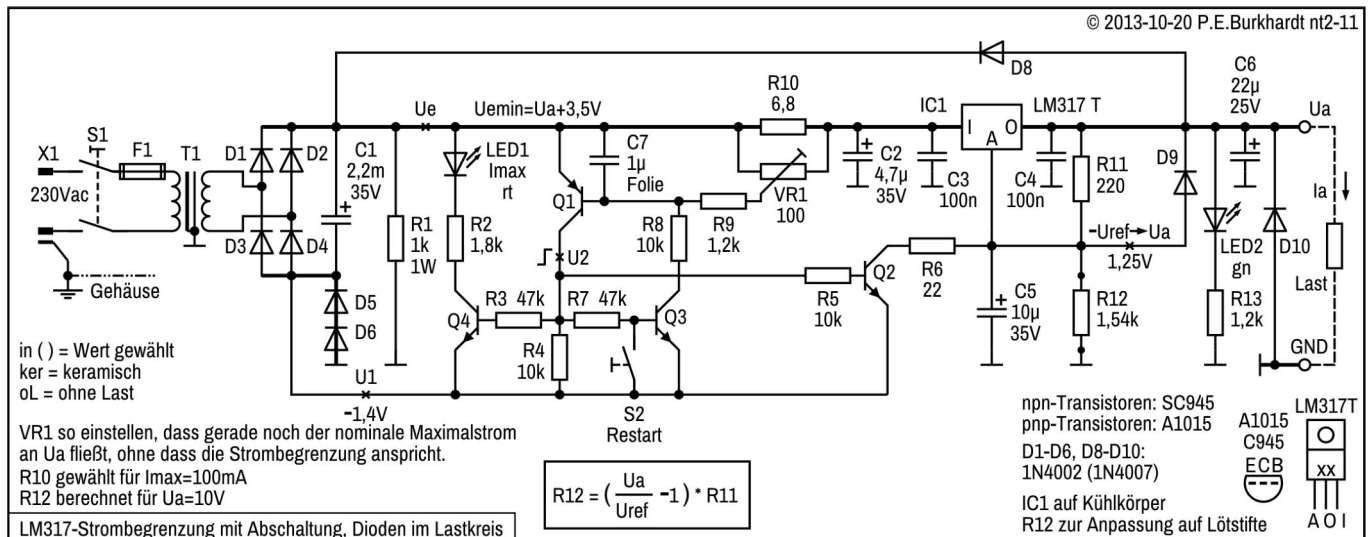 © 2013-10-20 P.E.Burkhardt nt2-11
D8
R10
6,8
IC1
LM317 T
C6
22µ
25V
Ua
Ue
Uemin=Ua+3,5V
I
O
A
X1
S1
F1
T1
230Vac
D1
D2
D3
D4
C1
2,2m
35V
+
R1
1k
1W
LED1
Imax
rt
R2
1,8k
Q1
C7
1µ
Folie
R8
10k
R9
1,2k
VR1
100
+
C2
4,7µ
35V
C3
100n
C4
100n
R11
220
D9
+
Ia
LED2
gn
D10
Last
–Uref→Ua
1,25V
Gehäuse
D5
D6
U2
Q4
R3 47k
R7 47k
Q3
R4
10k
R5
10k
Q2
R6
22
+
C5
10µ
35V
R12
1,54k
R13
1,2k
GND
S2
Restart
U1
–1,4V
in ( ) = Wert gewählt
ker = keramisch
oL = ohne Last
VR1 so einstellen, dass gerade noch der nominale Maximalstrom
an Ua fließt, ohne dass die Strombegrenzung anspricht.
R10 gewählt für Imax=100mA
R12 berechnet für Ua=10V
LM317-Strombegrenzung mit Abschaltung, Dioden im Lastkreis
R12 = ( Ua / Uref –1 ) * R11
npn-Transistoren: SC945
pnp-Transistoren: A1015
D1-D6, D8-D10:
1N4002 (1N4007)
IC1 auf Kühlkörper
R12 zur Anpassung auf Lötstifte
A1015
C945
ECB
LM317T
xx
A O I